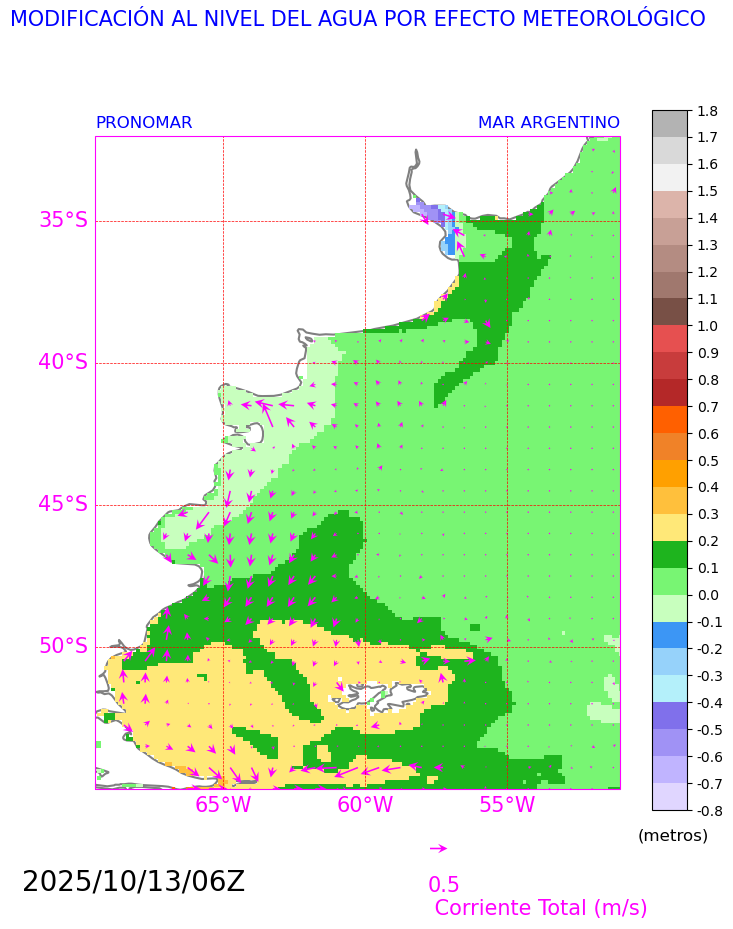 MODIFICACIÓN AL NIVEL DEL AGUA POR EFECTO METEOROLÓGICO
PRONOMAR
MAR ARGENTINO
35°S
40°S
45°S
50°S
65°W
60°W
55°W
1.8
1.7
1.6
1.5
1.4
1.3
1.2
1.1
1.0
0.9
0.8
0.7
0.6
0.5
0.4
0.3
0.2
0.1
0.0
-0.1
-0.2
-0.3
-0.4
-0.5
-0.6
-0.7
-0.8
(metros)
2025/10/13/06Z
0.5
Corriente Total (m/s)